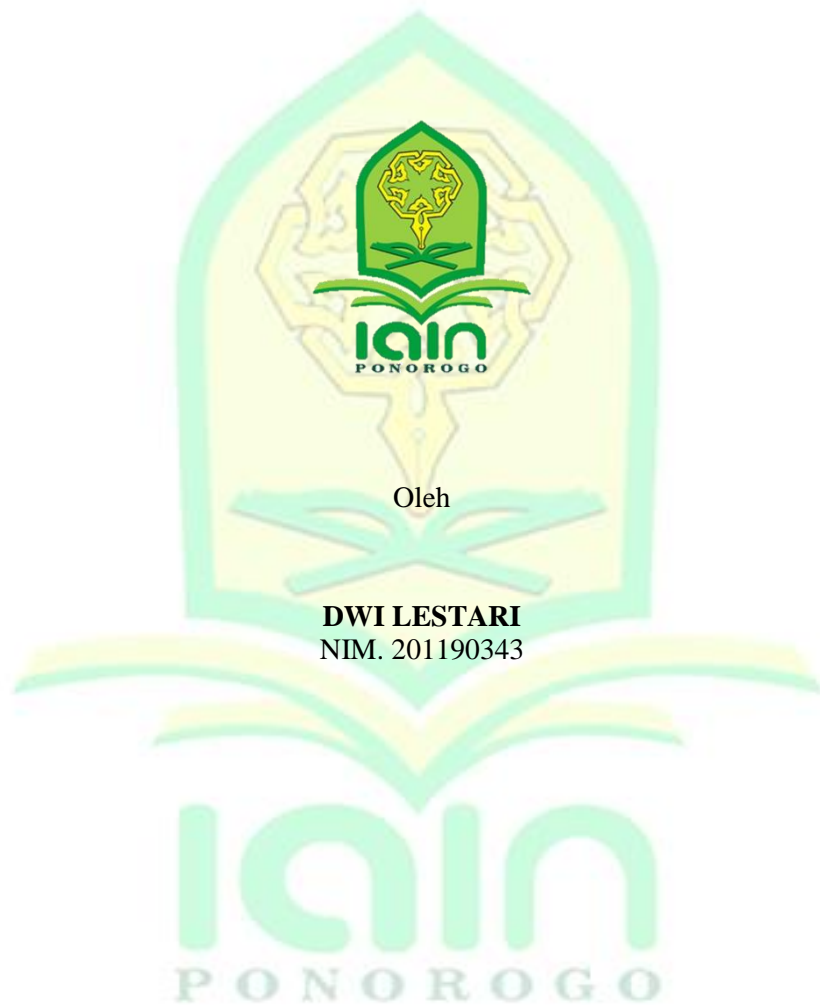 IAIN
PONOROGO
Oleh
DWI LESTARI
NIM. 201190343
IAIN
PONOROGO